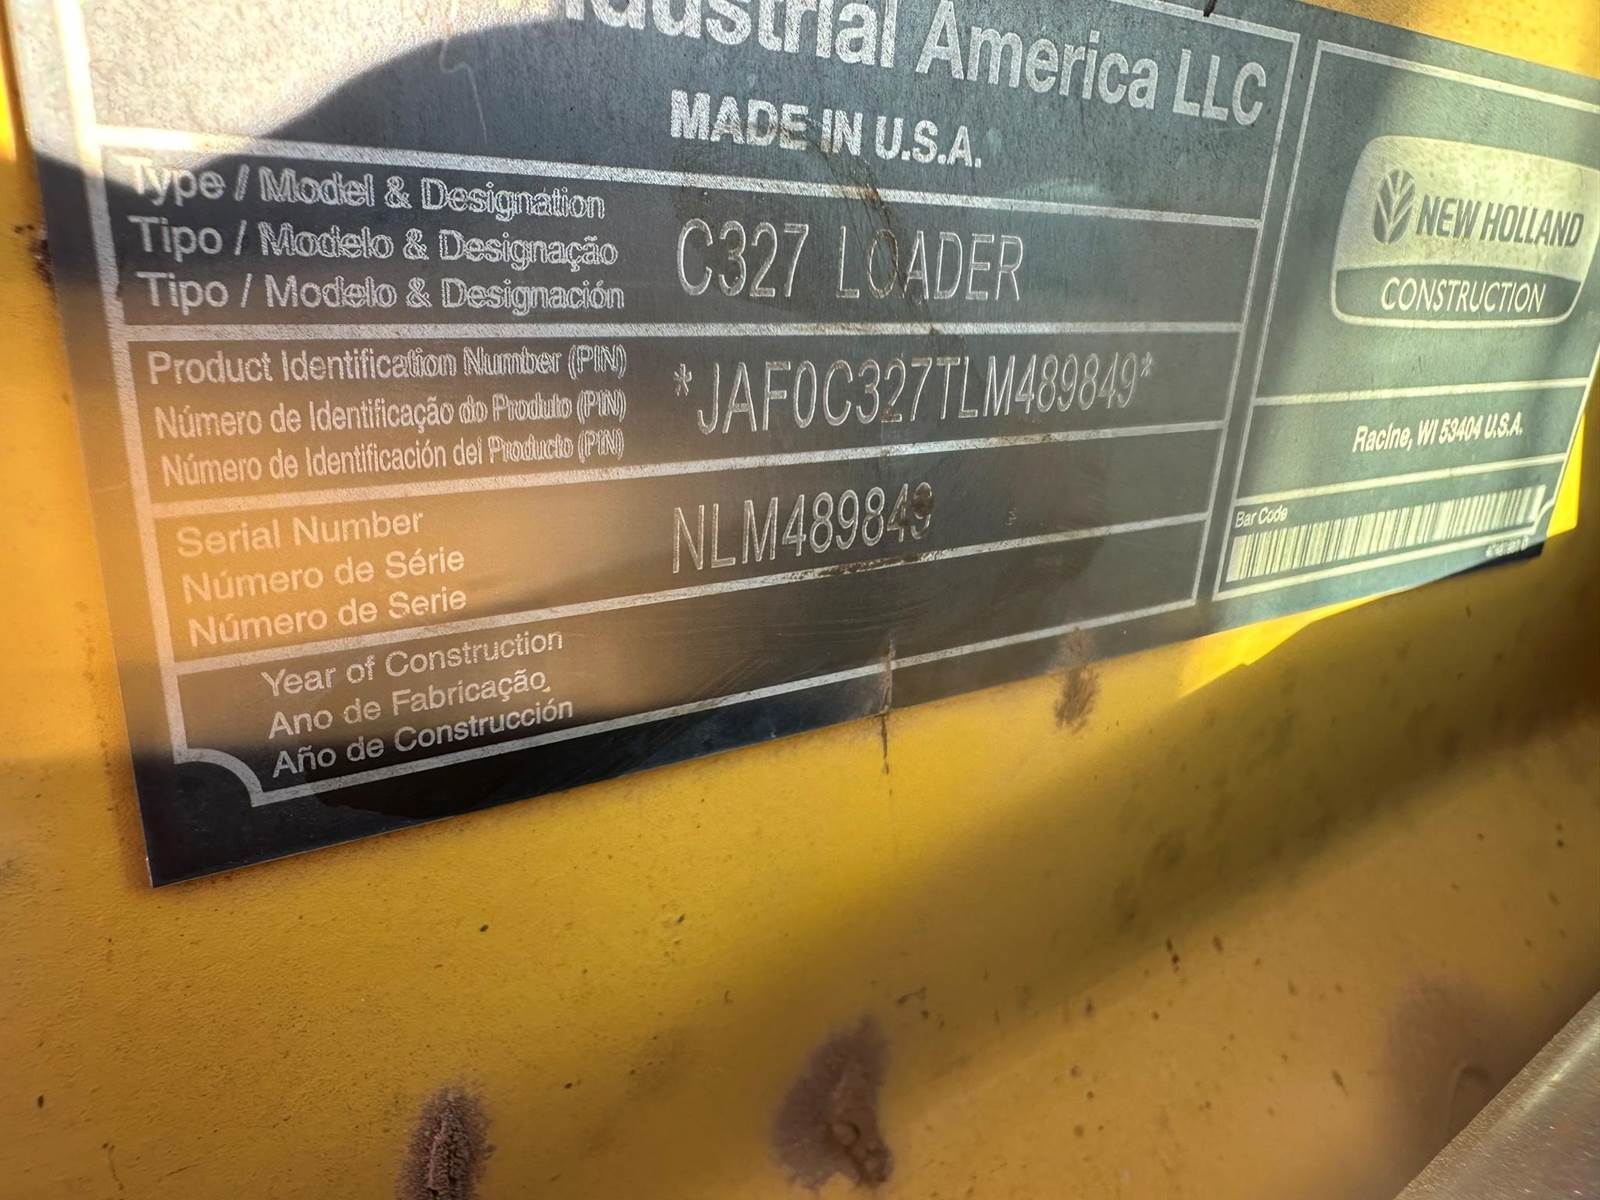 Industrial America LLC
MADE IN U.S.A.
Type / Model & Designation
Tipo / Modelo & Designação
Tipo / Modelo & Designación
C327 LOADER
Product Identification Number (PIN)
Número de Identificação do Produto (PIN)
Número de Identificación del Producto (PIN)
*JAF0C327TLM489849*
Serial Number
Número de Série
Número de Serie
NLM489849
Year of Construction
Ano de Fabricação
Año de Construcción
NEW HOLLAND
CONSTRUCTION
Racine, WI 53404 U.S.A.
Bar Code